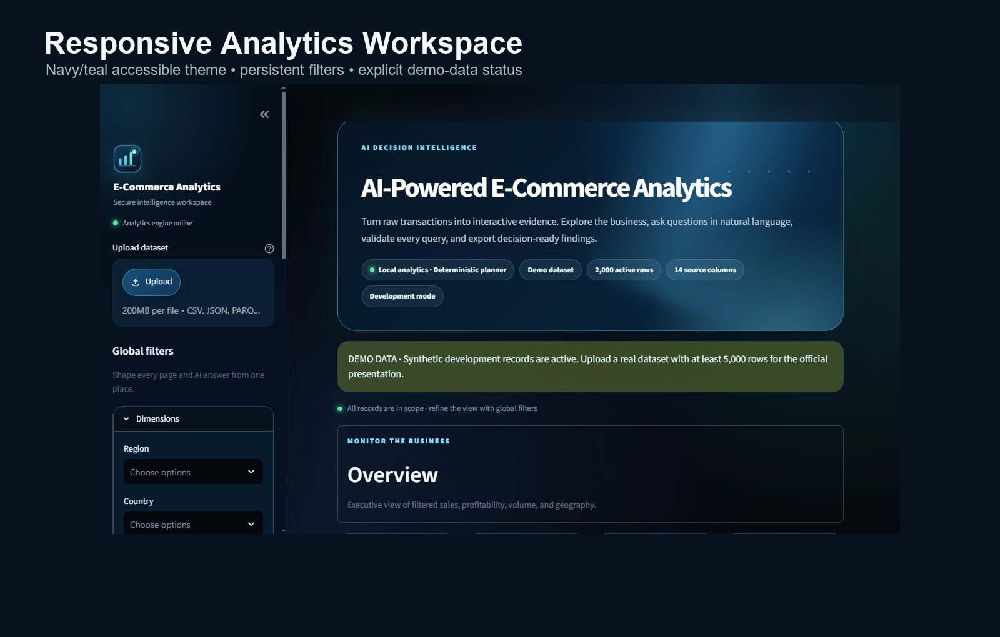 Responsive Analytics Workspace
Navy/teal accessible theme • persistent filters • explicit demo-data status
E-Commerce Analytics
Secure intelligence workspace
Analytics engine online
Upload dataset
Upload
200MB per file • CSV, JSON, PARQ...
Global filters
Shape every page and AI answer from one
place.
Dimensions
Region
Choose options
Country
Choose options
AI DECISION INTELLIGENCE
AI-Powered E-Commerce Analytics
Turn raw transactions into interactive evidence. Explore the business, ask questions in natural language,
validate every query, and export decision-ready findings.
Local analytics · Deterministic planner
Demo dataset
2,000 active rows
14 source columns
Development mode
DEMO DATA · Synthetic development records are active. Upload a real dataset with at least 5,000 rows for the official
presentation.
All records are in scope · refine the view with global filters
MONITOR THE BUSINESS
Overview
Executive view of filtered sales, profitability, volume, and geography.